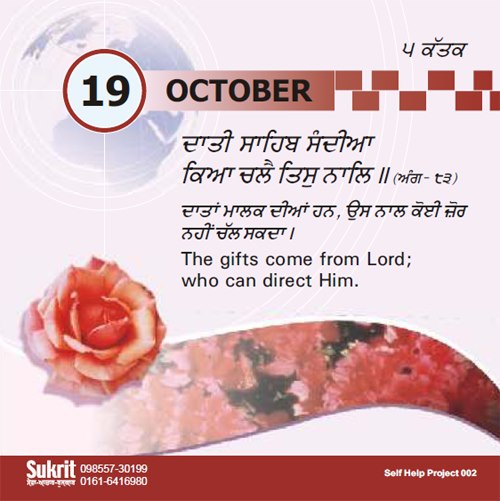 ੫ ਕੱਤਕ
19 OCTOBER
ਦਾਤੀ ਸਾਹਿਬ ਸੰਦੀਆ
ਕਿਆ ਚਲੈ ਤਿਸੁ ਨਾਲਿ ॥ (ਅੰਗ- ੮੩)
ਦਾਤਾਂ ਮਾਲਕ ਦੀਆਂ ਹਨ, ਉਸ ਨਾਲ ਕੋਈ ਜ਼ੋਰ
ਨਹੀਂ ਚੱਲ ਸਕਦਾ।
The gifts come from Lord;
who can direct Him.
Sukrit 098557-30199
0161-6416980
Self Help Project 002